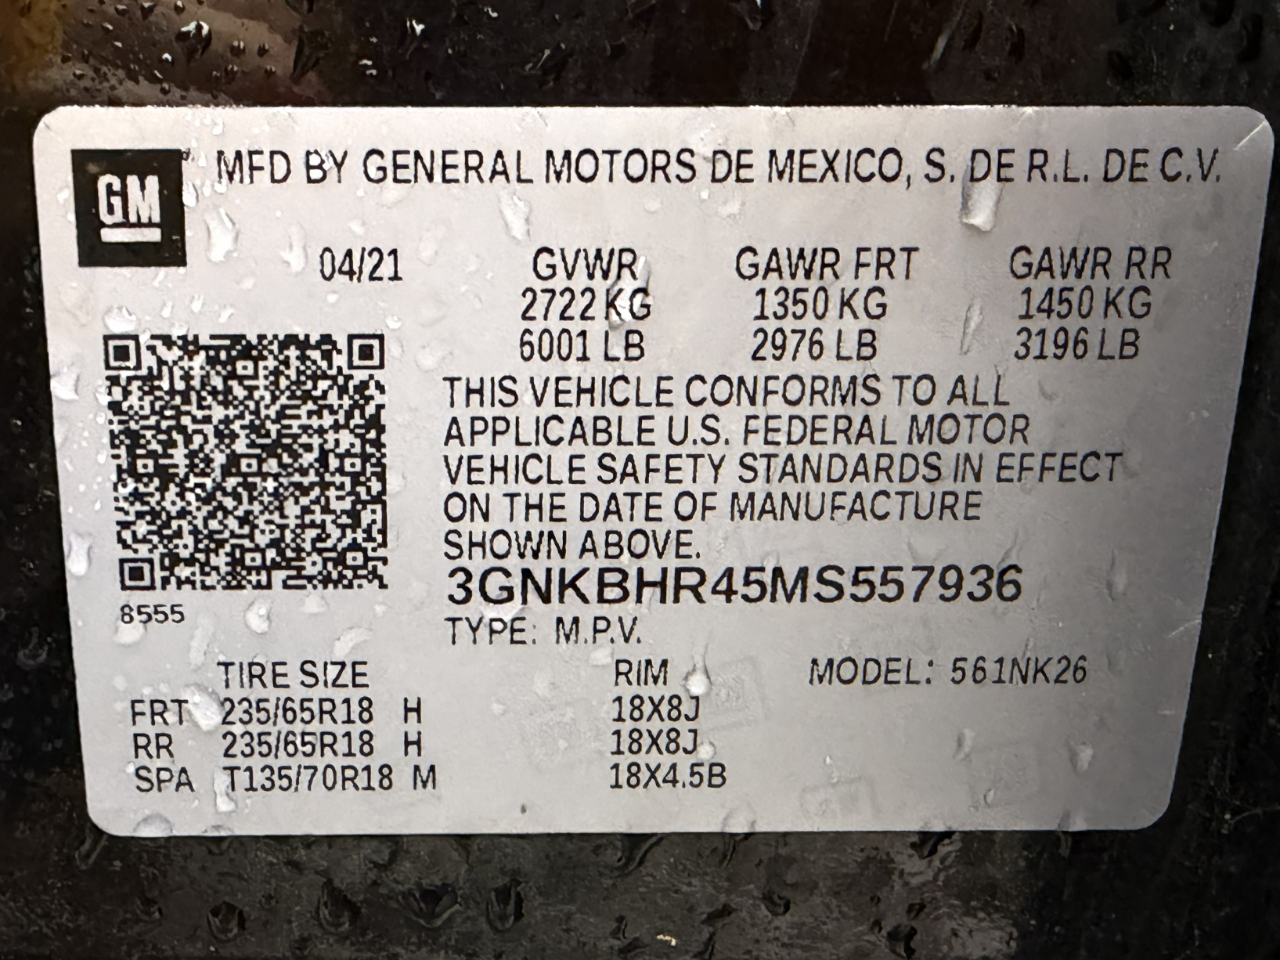 GM MFD BY GENERAL MOTORS DE MEXICO, S. DE R.L. DE C.V.
04/21 GVWR GAWR FRT GAWR RR
2722 KG 1350 KG 1450 KG
6001 LB 2976 LB 3196 LB
THIS VEHICLE CONFORMS TO ALL
APPLICABLE U.S. FEDERAL MOTOR
VEHICLE SAFETY STANDARDS IN EFFECT
ON THE DATE OF MANUFACTURE
SHOWN ABOVE.
3GNKBHR45MS557936
8555
TYPE: M.P.V.
TIRE SIZE RIM MODEL: 561NK26
FRT 235/65R18 H 18X8J
RR 235/65R18 H 18X8J
SPA T135/70R18 M 18X4.5B